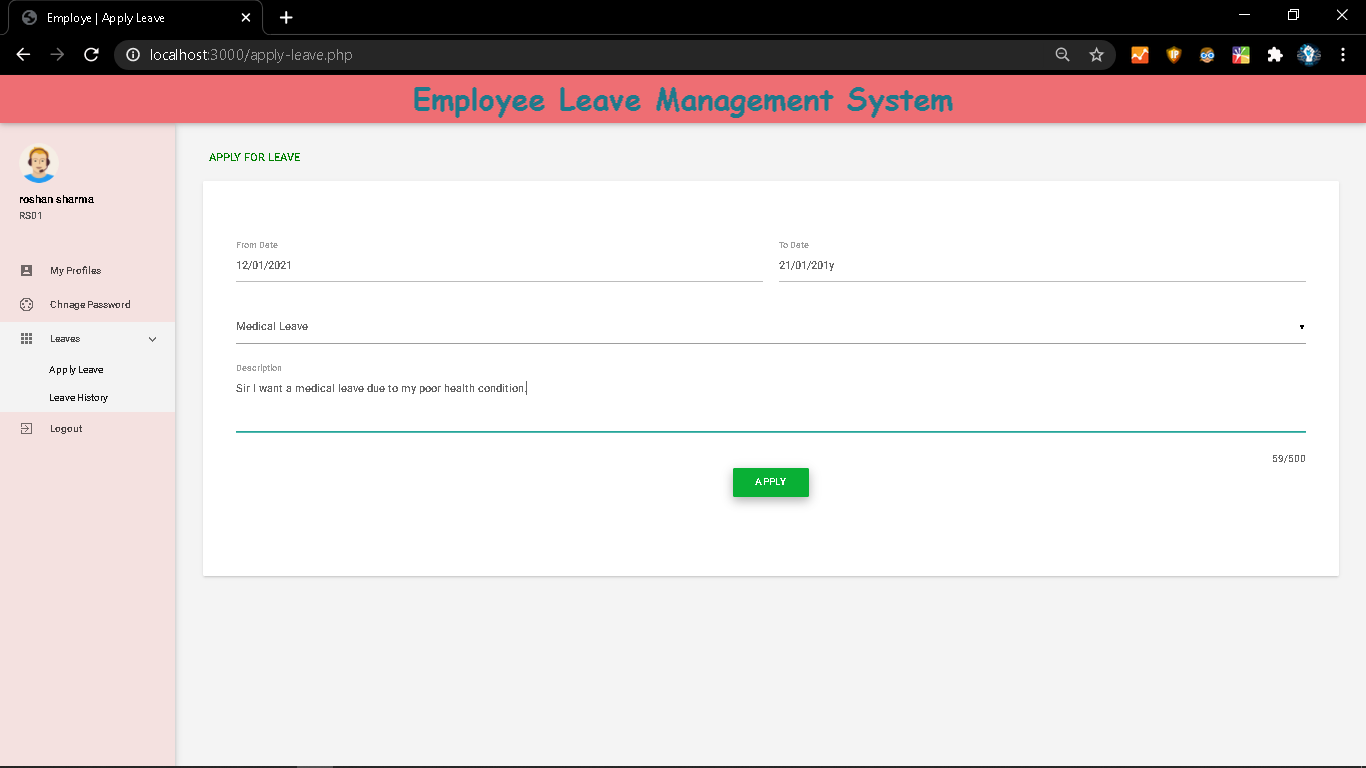 Employe | Apply Leave
localhost:3000/apply-leave.php
Employee Leave Management System
roshan sharma
RS01
My Profiles
Chnage Password
Leaves
Apply Leave
Leave History
Logout
APPLY FOR LEAVE
From Date
12/01/2021
To Date
21/01/201y
Medical Leave
Description
Sir I want a medical leave due to my poor health condition.
59/500
APPLY